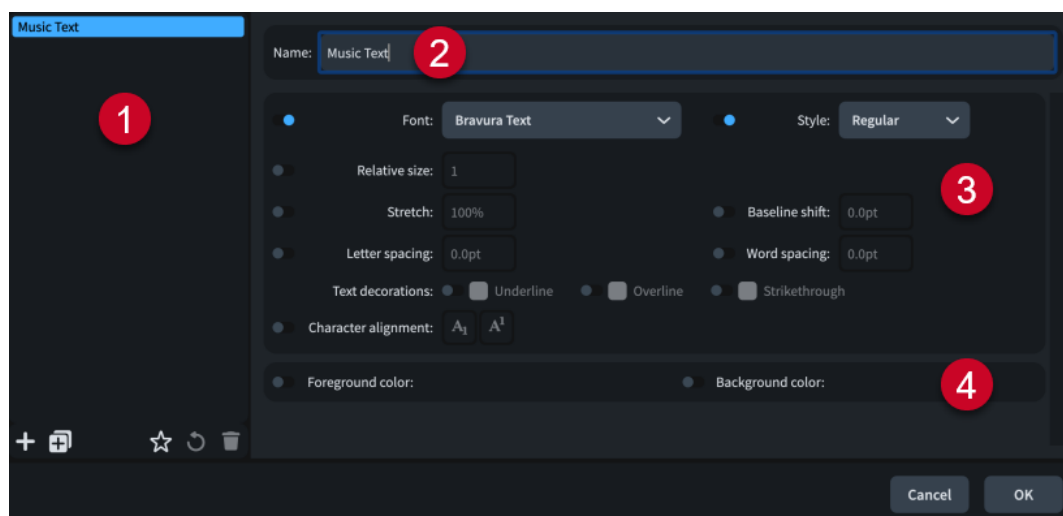 Music Text
Name: Music Text 2
1
Font: Bravura Text Style: Regular
Relative size: 1
3
Stretch: 100% Baseline shift: 0.0pt
Letter spacing: 0.0pt Word spacing: 0.0pt
Text decorations: Underline Overline Strikethrough
Character alignment: A₁ A¹
Foreground color: Background color: 4
Cancel OK